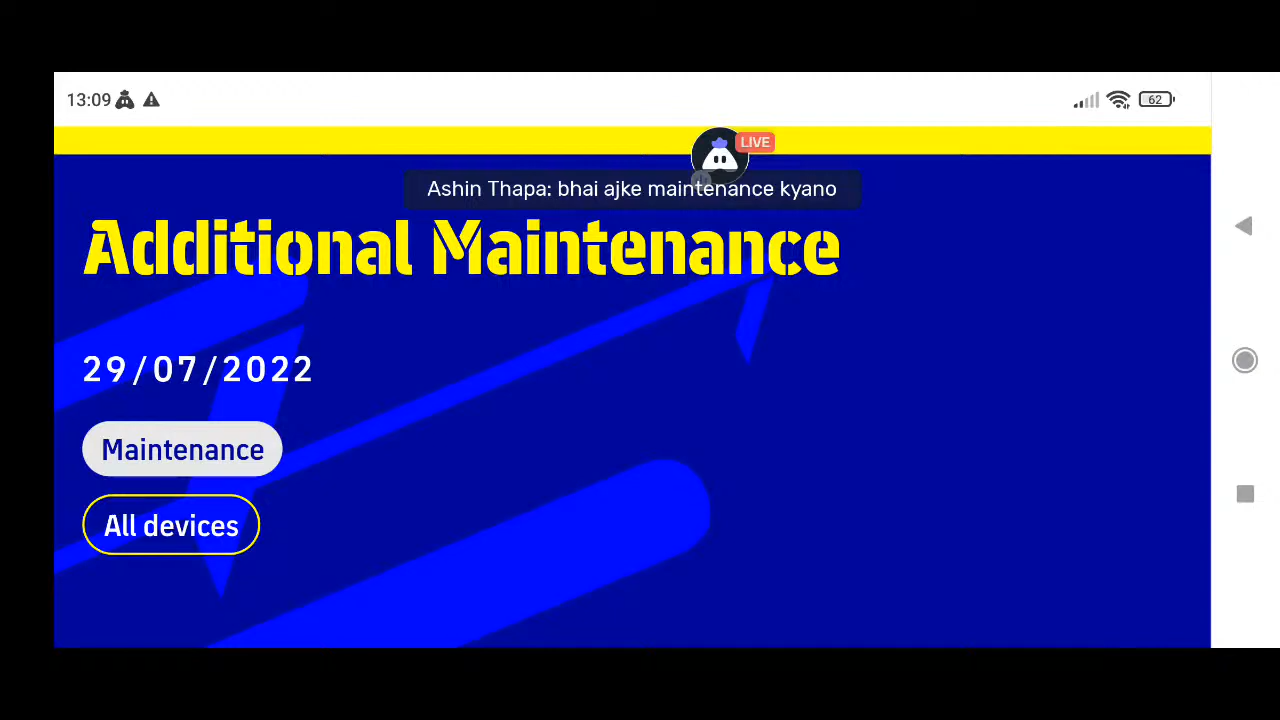 13:09
62
LIVE
Ashin Thapa: bhai ajke maintenance kyano
Additional Maintenance
29/07/2022
Maintenance
All devices